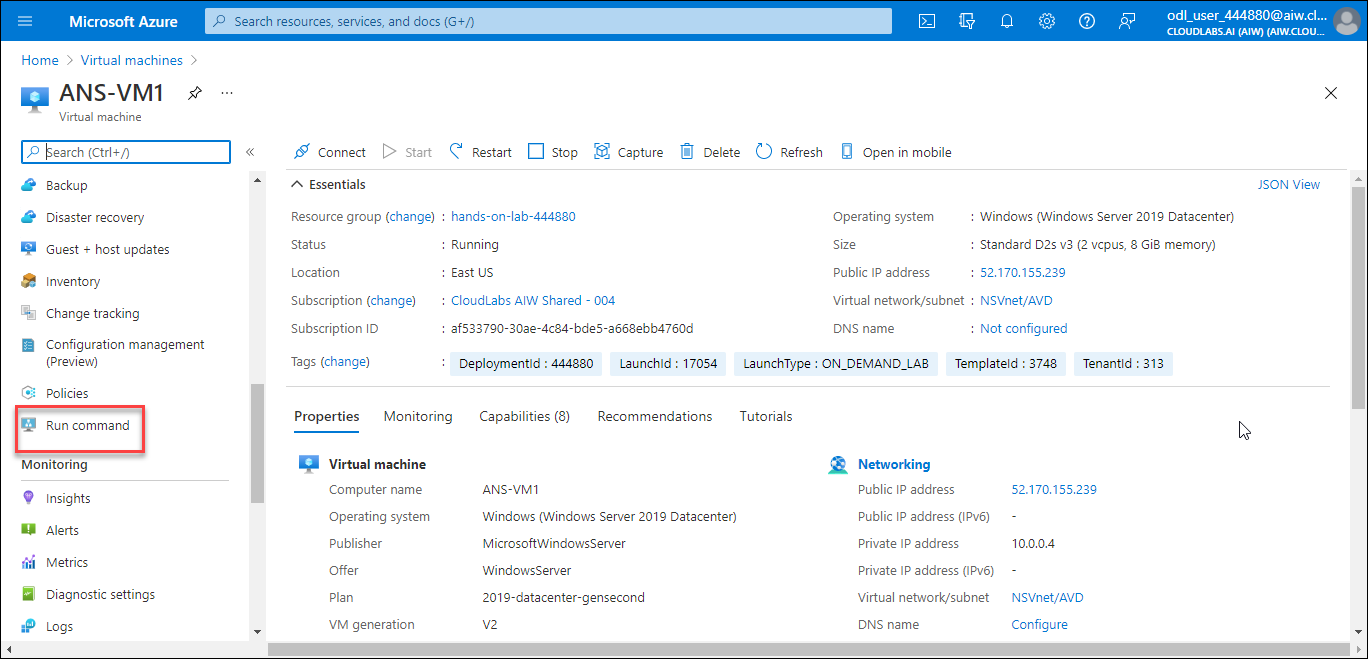 Microsoft Azure
Search resources, services, and docs (G+/)
odl_user_444880@aiw.cl...
CLOUDLABS.AI (AIW) (AIW.CLOU...
Home > Virtual machines >
ANS-VM1 ...
Virtual machine
Search (Ctrl+/) «
Connect Start Restart Stop Capture Delete Refresh Open in mobile
Backup
Disaster recovery
Guest + host updates
Inventory
Change tracking
Configuration management
(Preview)
Policies
Run command
Monitoring
Insights
Alerts
Metrics
Diagnostic settings
Logs
Essentials JSON View
Resource group (change) : hands-on-lab-444880
Status : Running
Location : East US
Subscription (change) : CloudLabs AIW Shared - 004
Subscription ID : af533790-30ae-4c84-bde5-a668ebb4760d
Operating system : Windows (Windows Server 2019 Datacenter)
Size : Standard D2s v3 (2 vcpus, 8 GiB memory)
Public IP address : 52.170.155.239
Virtual network/subnet : NSVnet/AVD
DNS name : Not configured
Tags (change) : DeploymentId : 444880 LaunchId : 17054 LaunchType : ON_DEMAND_LAB TemplateId : 3748 TenantId : 313
Properties Monitoring Capabilities (8) Recommendations Tutorials
Virtual machine
Computer name ANS-VM1
Operating system Windows (Windows Server 2019 Datacenter)
Publisher MicrosoftWindowsServer
Offer WindowsServer
Plan 2019-datacenter-gensecond
VM generation V2
Networking
Public IP address 52.170.155.239
Public IP address (IPv6) -
Private IP address 10.0.0.4
Private IP address (IPv6) -
Virtual network/subnet NSVnet/AVD
DNS name Configure